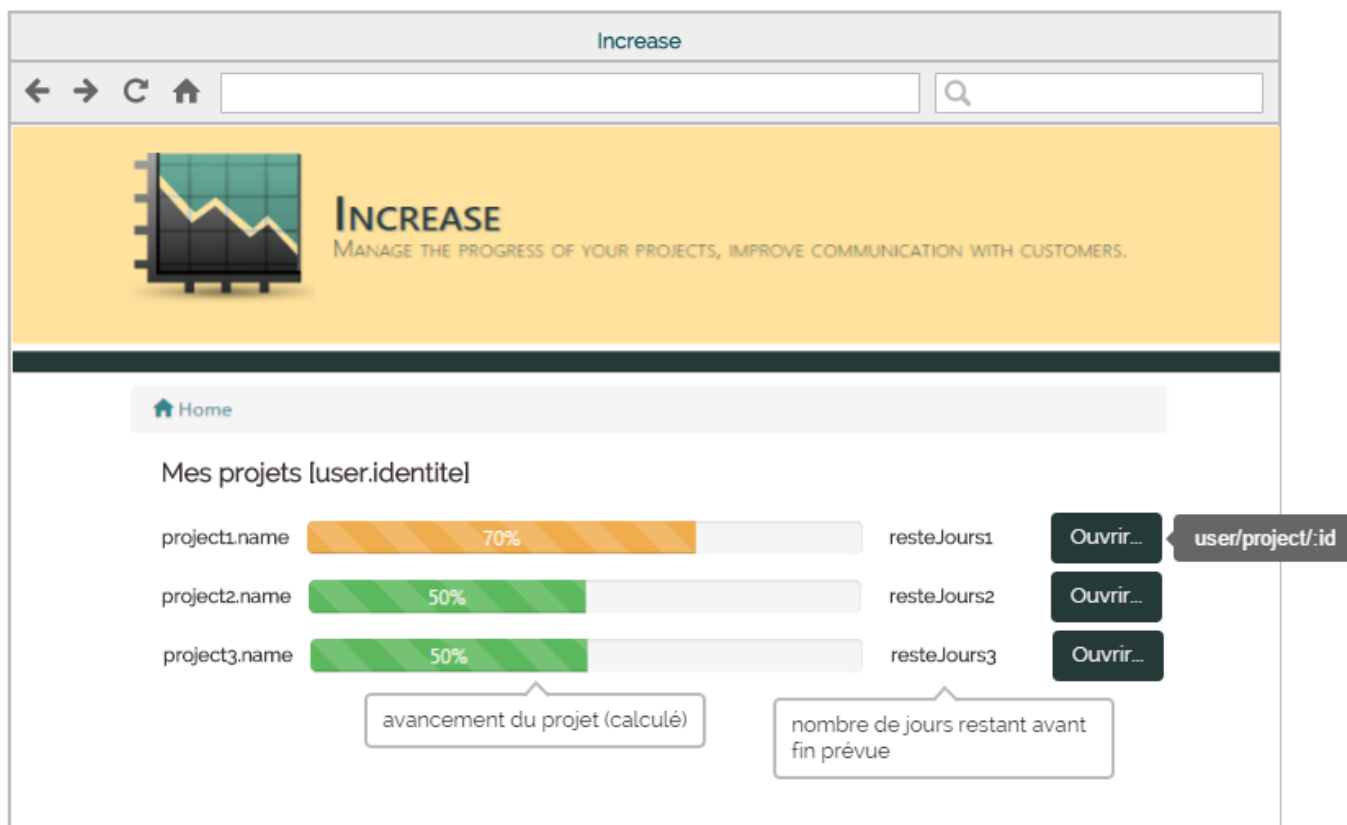 Increase
INCREASE
MANAGE THE PROGRESS OF YOUR PROJECTS, IMPROVE COMMUNICATION WITH CUSTOMERS.
Home
Mes projets [user.identite]
project1.name 70% resteJours1 Ouvrir... user/project/:id
project2.name 50% resteJours2 Ouvrir...
project3.name 50% resteJours3 Ouvrir...
avancement du projet (calculé)
nombre de jours restant avant
fin prévue